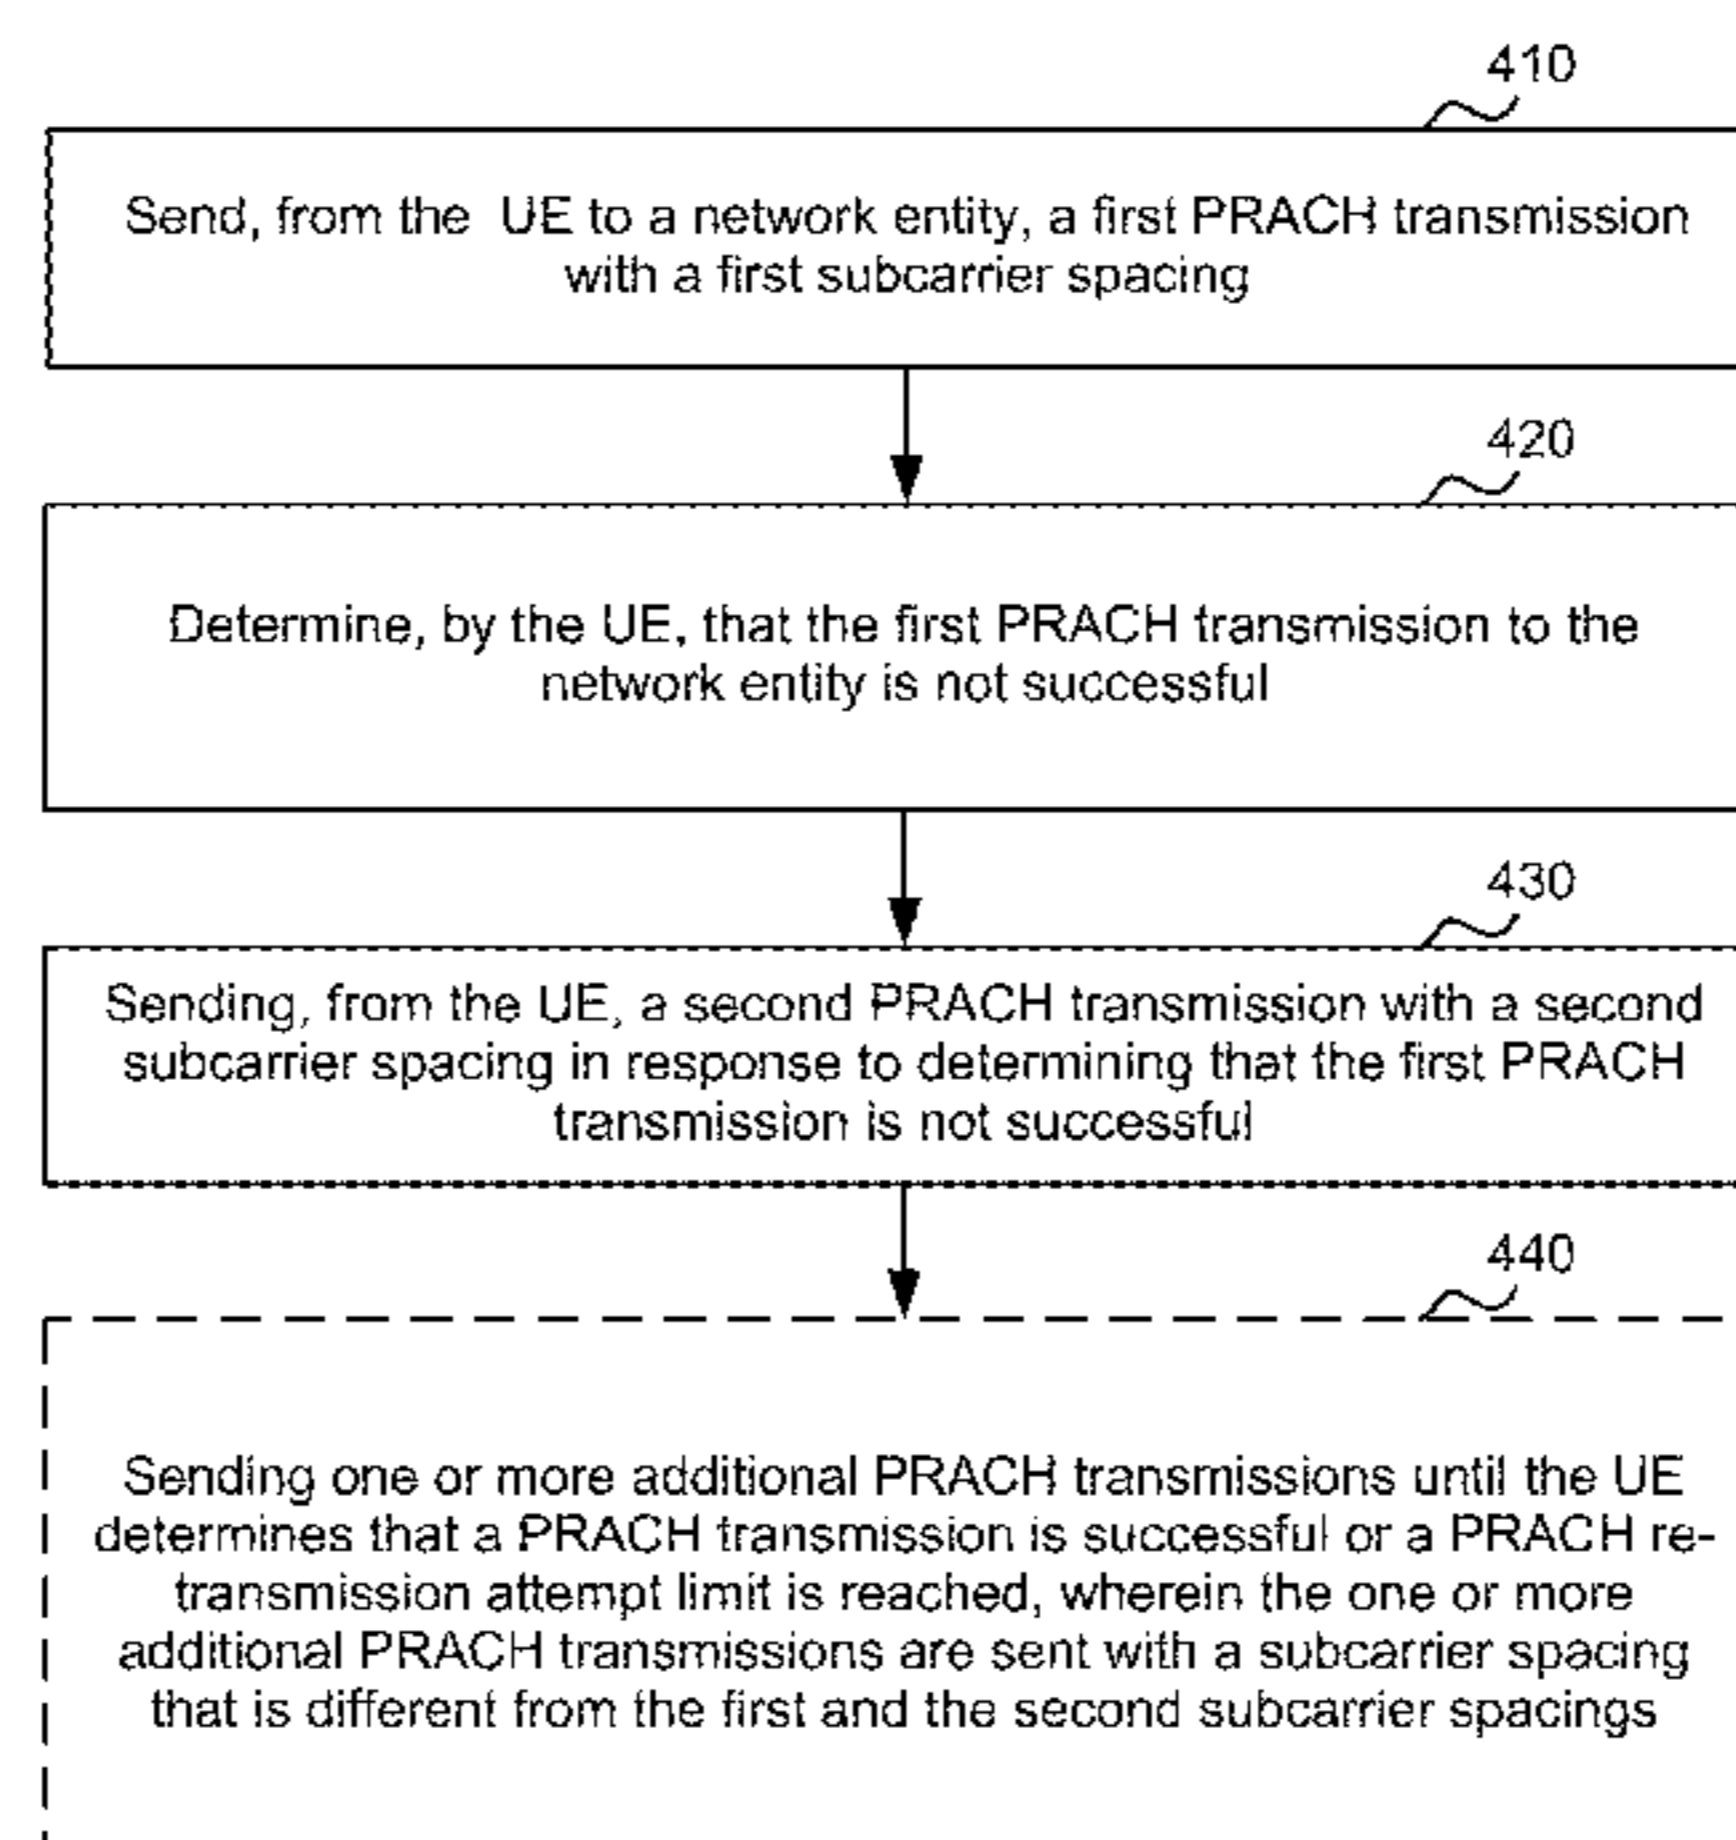 410
Send, from the UE to a network entity, a first PRACH transmission
with a first subcarrier spacing
420
Determine, by the UE, that the first PRACH transmission to the
network entity is not successful
430
Sending, from the UE, a second PRACH transmission with a second
subcarrier spacing in response to determining that the first PRACH
transmission is not successful
440
Sending one or more additional PRACH transmissions until the UE
determines that a PRACH transmission is successful or a PRACH re-
transmission attempt limit is reached, wherein the one or more
additional PRACH transmissions are sent with a subcarrier spacing
that is different from the first and the second subcarrier spacings